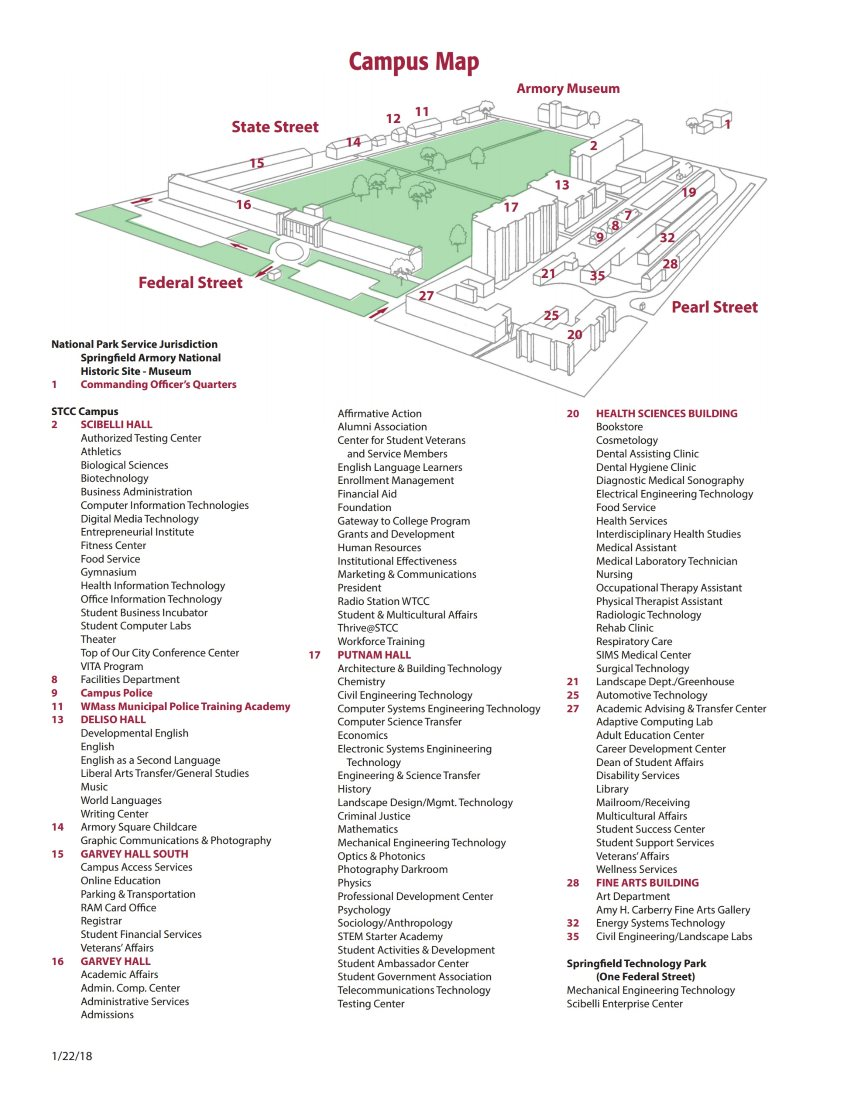 Campus Map
Armory Museum
State Street
12
11
1
14
2
15
13
19
16
17
7
8
9
32
28
21
35
Federal Street
27
Pearl Street
25
20
National Park Service Jurisdiction
Springfield Armory National
Historic Site - Museum
1 Commanding Officer's Quarters
STCC Campus
2 SCIBELLI HALL
Authorized Testing Center
Athletics
Biological Sciences
Biotechnology
Business Administration
Computer Information Technologies
Digital Media Technology
Entrepreneurial Institute
Fitness Center
Food Service
Gymnasium
Health Information Technology
Office Information Technology
Student Business Incubator
Student Computer Labs
Theater
Top of Our City Conference Center
VITA Program
8 Facilities Department
9 Campus Police
11 WMass Municipal Police Training Academy
13 DELISO HALL
Developmental English
English
English as a Second Language
Liberal Arts Transfer/General Studies
Music
World Languages
Writing Center
14 Armory Square Childcare
Graphic Communications & Photography
15 GARVEY HALL SOUTH
Campus Access Services
Online Education
Parking & Transportation
RAM Card Office
Registrar
Student Financial Services
Veterans' Affairs
16 GARVEY HALL
Academic Affairs
Admin. Comp. Center
Administrative Services
Admissions
Affirmative Action
Alumni Association
Center for Student Veterans
and Service Members
English Language Learners
Enrollment Management
Financial Aid
Foundation
Gateway to College Program
Grants and Development
Human Resources
Institutional Effectiveness
Marketing & Communications
President
Radio Station WTCC
Student & Multicultural Affairs
Thrive@STCC
Workforce Training
17 PUTNAM HALL
Architecture & Building Technology
Chemistry
Civil Engineering Technology
Computer Systems Engineering Technology
Computer Science Transfer
Economics
Electronic Systems Enginineering
Technology
Engineering & Science Transfer
History
Landscape Design/Mgmt. Technology
Criminal Justice
Mathematics
Mechanical Engineering Technology
Optics & Photonics
Photography Darkroom
Physics
Professional Development Center
Psychology
Sociology/Anthropology
STEM Starter Academy
Student Activities & Development
Student Ambassador Center
Student Government Association
Telecommunications Technology
Testing Center
20 HEALTH SCIENCES BUILDING
Bookstore
Cosmetology
Dental Assisting Clinic
Dental Hygiene Clinic
Diagnostic Medical Sonography
Electrical Engineering Technology
Food Service
Health Services
Interdisciplinary Health Studies
Medical Assistant
Medical Laboratory Technician
Nursing
Occupational Therapy Assistant
Physical Therapist Assistant
Radiologic Technology
Rehab Clinic
Respiratory Care
SIMS Medical Center
Surgical Technology
21 Landscape Dept./Greenhouse
25 Automotive Technology
27 Academic Advising & Transfer Center
Adaptive Computing Lab
Adult Education Center
Career Development Center
Dean of Student Affairs
Disability Services
Library
Mailroom/Receiving
Multicultural Affairs
Student Success Center
Student Support Services
Veterans' Affairs
Wellness Services
28 FINE ARTS BUILDING
Art Department
Amy H. Carberry Fine Arts Gallery
32 Energy Systems Technology
35 Civil Engineering/Landscape Labs
Springfield Technology Park
(One Federal Street)
Mechanical Engineering Technology
Scibelli Enterprise Center
1/22/18